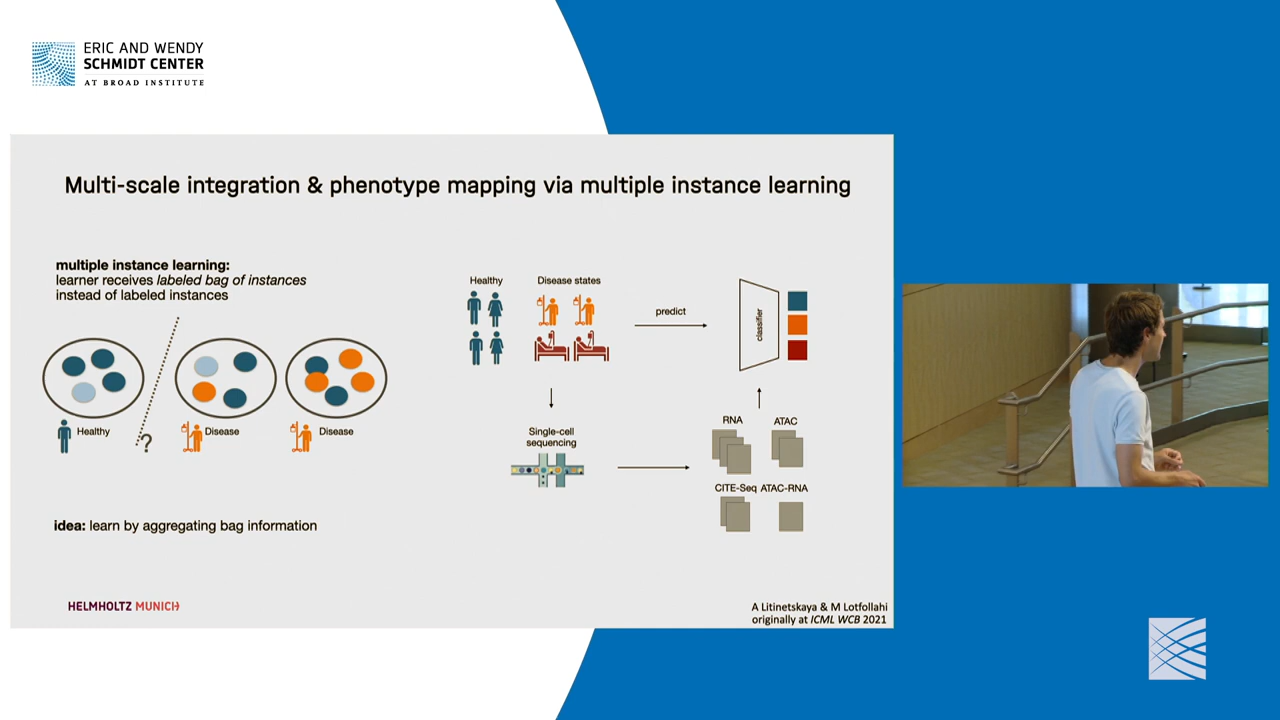 ERIC AND WENDY
SCHMIDT CENTER
AT BROAD INSTITUTE
Multi-scale integration & phenotype mapping via multiple instance learning
multiple instance learning:
learner receives labeled bag of instances
instead of labeled instances
Healthy
?
Disease
Disease
idea: learn by aggregating bag information
Healthy
Disease states
predict
classifier
Single-cell
sequencing
RNA
ATAC
CITE-Seq
ATAC-RNA
HELMHOLTZ MUNICH
A Litinetskaya & M Lotfollahi
originally at ICML WCB 2021